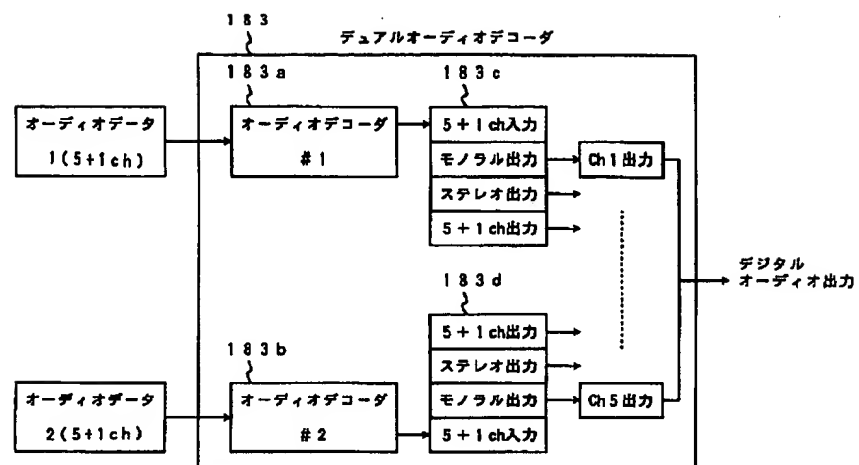 183
デュアルオーディオデコーダ
183a
183c
オーディオデータ
1(5+1ch)
オーディオデコーダ
#1
5+1ch入力
モノラル出力
ステレオ出力
5+1ch出力
Ch1出力
デジタル
オーディオ出力
183d
183b
オーディオデータ
2(5+1ch)
オーディオデコーダ
#2
5+1ch出力
ステレオ出力
モノラル出力
5+1ch入力
Ch5出力